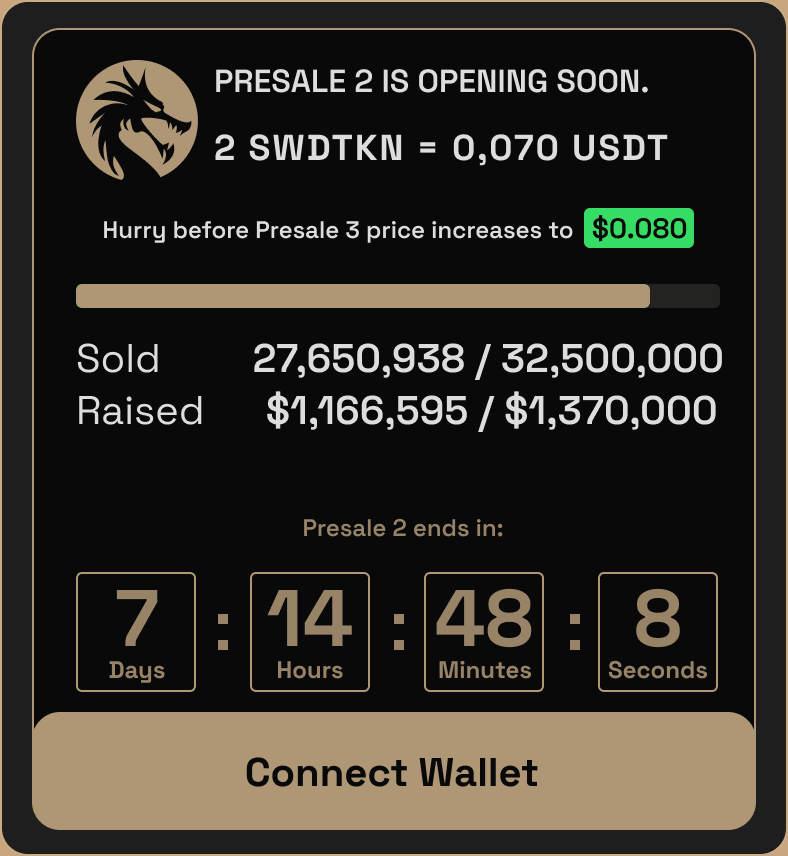 PRESALE 2 IS OPENING SOON.
2 SWDTKN = 0,070 USDT
Hurry before Presale 3 price increases to $0.080
Sold 27,650,938 / 32,500,000
Raised $1,166,595 / $1,370,000
Presale 2 ends in:
7 : 14 : 48 : 8
Days Hours Minutes Seconds
Connect Wallet